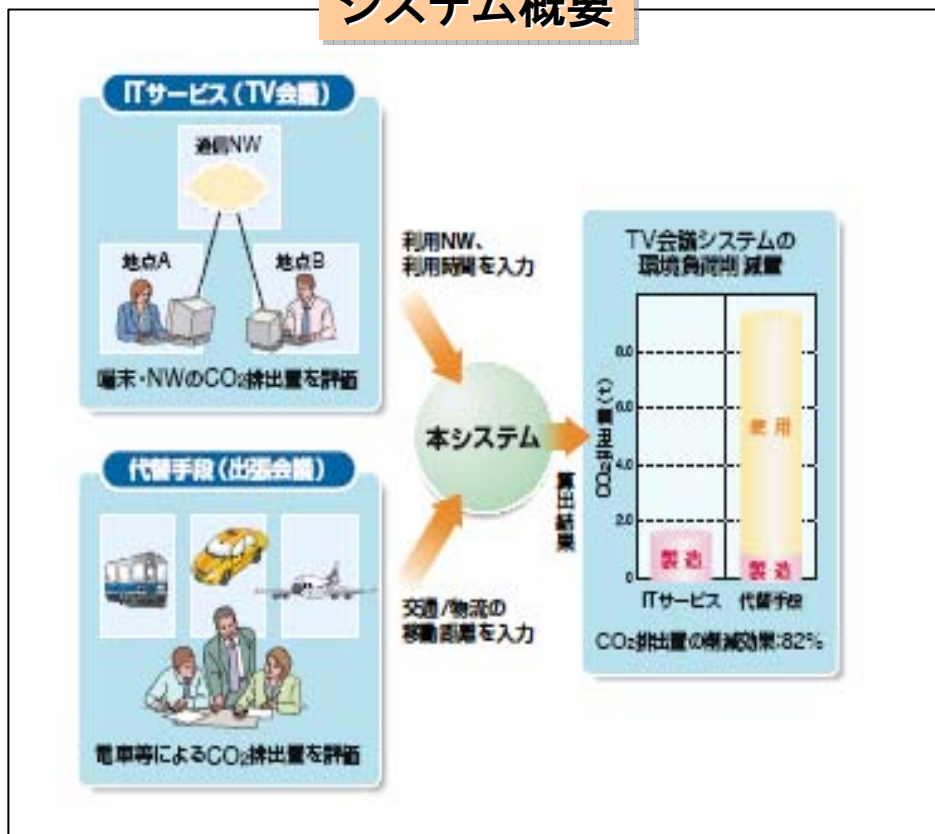 システム概要
ITサービス(TV会議)
通信NW
地点A
地点B
端末・NWのCO2排出量を評価
代替手段(出張会議)
電車等によるCO2排出量を評価
利用NW、
利用時間を入力
本システム
交通/物流の
移動距離を入力
算出結果
TV会議システムの
環境負荷削減量
CO2排出量(t)
8.0
6.0
4.0
2.0
0
使用
製造
製造
ITサービス
代替手段
CO2排出量の削減効果:82%